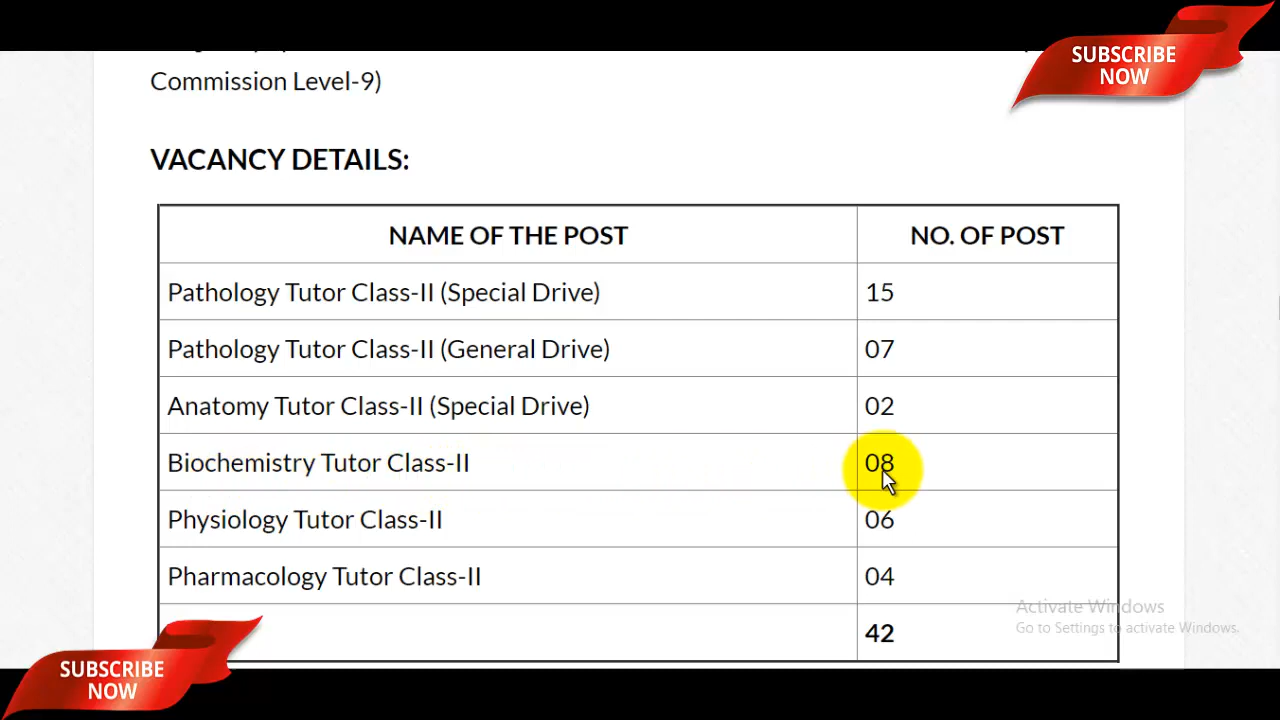 SUBSCRIBE
NOW
Commission Level-9)
VACANCY DETAILS:
NAME OF THE POST NO. OF POST
Pathology Tutor Class-II (Special Drive) 15
Pathology Tutor Class-II (General Drive) 07
Anatomy Tutor Class-II (Special Drive) 02
Biochemistry Tutor Class-II 08
Physiology Tutor Class-II 06
Pharmacology Tutor Class-II 04
42
Activate Windows
Go to Settings to activate Windows.
SUBSCRIBE
NOW